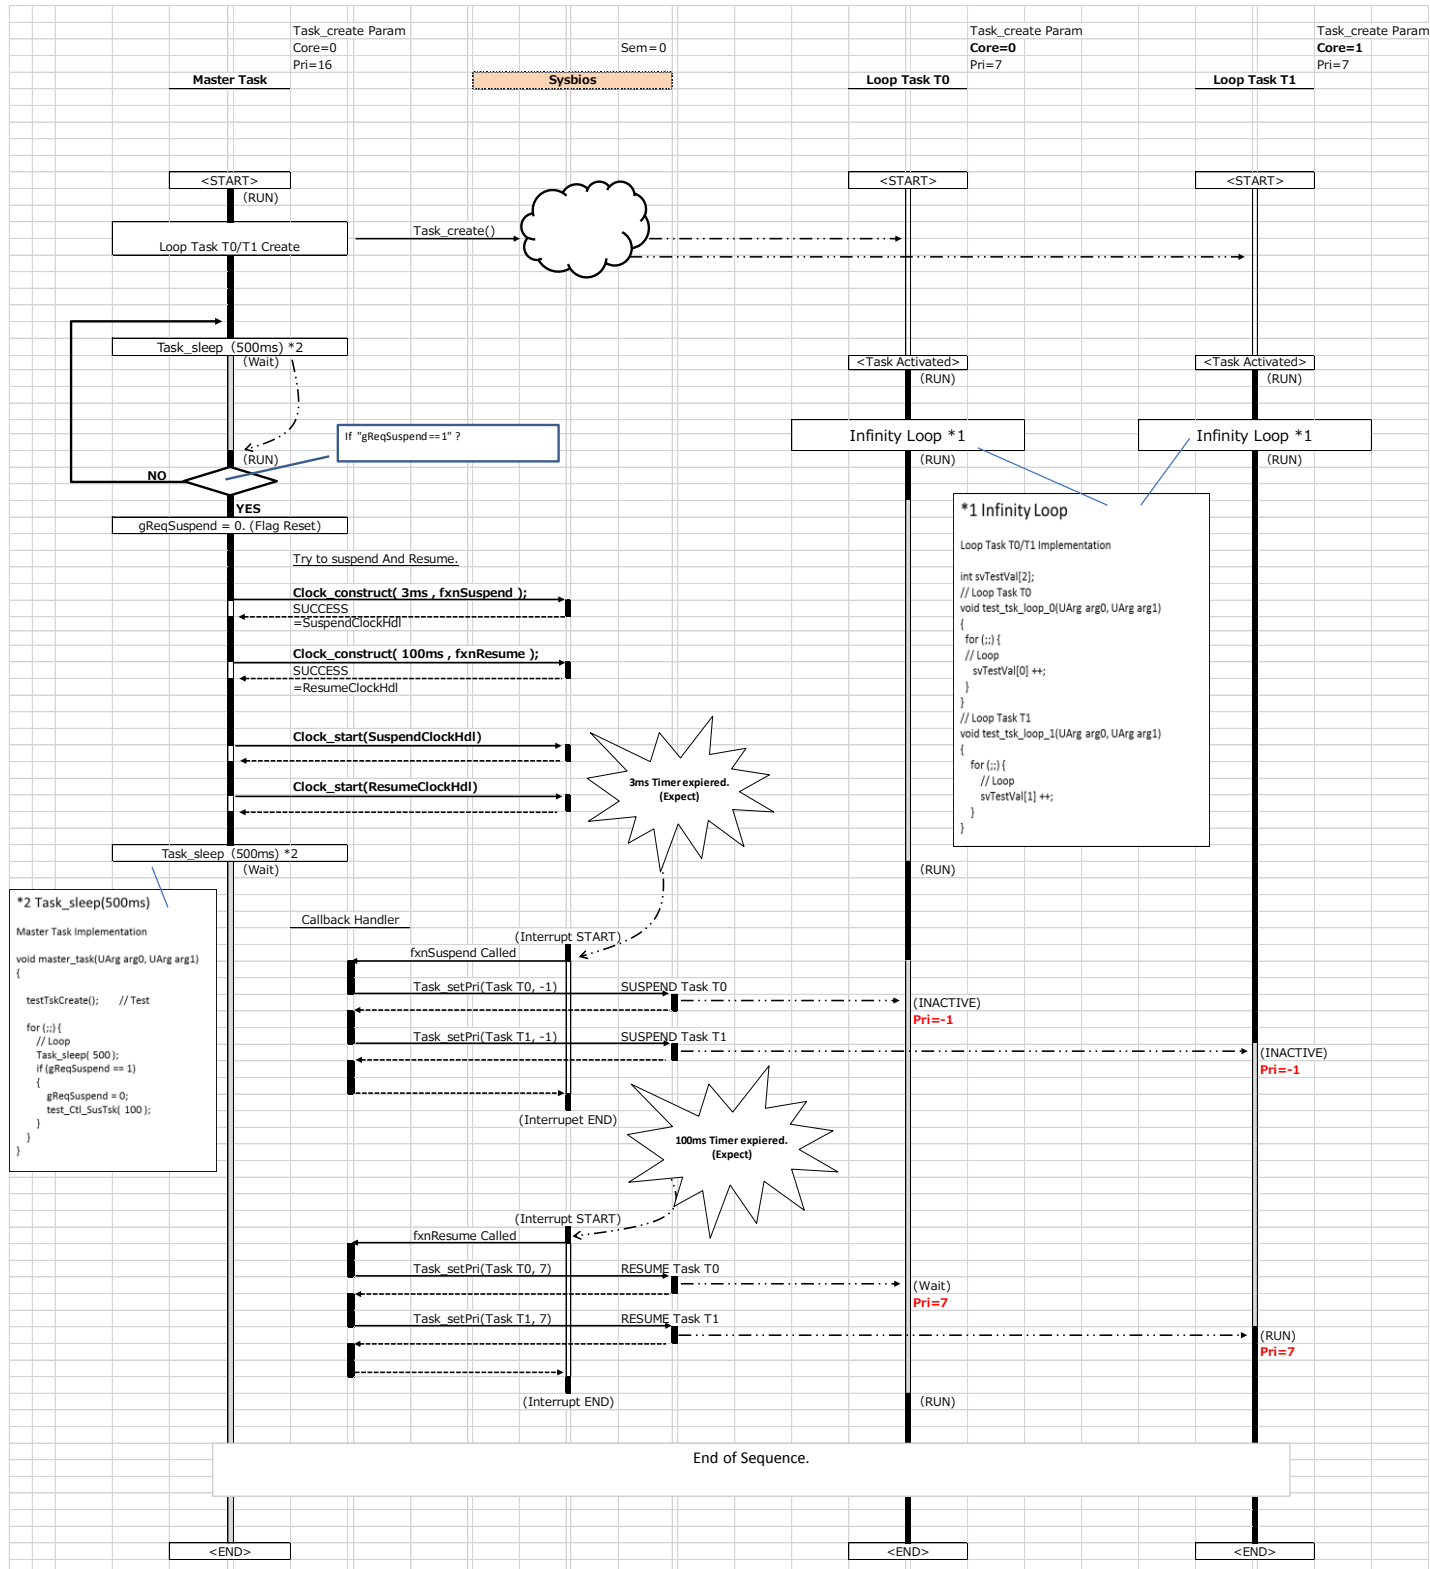 Task_create Param
Core=0
Pri=16
Sem=0
Task_create Param
Core=0
Pri=7
Task_create Param
Core=1
Pri=7
Master Task
Sysbios
Loop Task T0
Loop Task T1
<START>
<START>
<START>
(RUN)
Loop Task T0/T1 Create
Task_create()
Task_sleep (500ms) *2
(Wait)
<Task Activated>
<Task Activated>
(RUN)
(RUN)
If "gReqSuspend==1" ?
Infinity Loop *1
Infinity Loop *1
(RUN)
(RUN)
(RUN)
NO
YES
gReqSuspend = 0. (Flag Reset)
Try to suspend And Resume.
Clock_construct( 3ms , fxnSuspend );
SUCCESS
=SuspendClockHdl
Clock_construct( 100ms , fxnResume );
SUCCESS
=ResumeClockHdl
Clock_start(SuspendClockHdl)
Clock_start(ResumeClockHdl)
*1 Infinity Loop
Loop Task T0/T1 Implementation
int svTestVal[2];
// Loop Task T0
void test_tsk_loop_0(UArg arg0, UArg arg1)
{
for (;;) {
// Loop
svTestVal[0] ++;
}
}
// Loop Task T1
void test_tsk_loop_1(UArg arg0, UArg arg1)
{
for (;;) {
// Loop
svTestVal[1] ++;
}
}
3ms Timer expiered.
(Expect)
Task_sleep (500ms) *2
(Wait)
(RUN)
*2 Task_sleep(500ms)
Master Task Implementation
void master_task(UArg arg0, UArg arg1)
{
testTskCreate(); // Test
for (;;) {
// Loop
Task_sleep( 500 );
if (gReqSuspend == 1)
{
gReqSuspend = 0;
test_Ctl_SusTsk( 100 );
}
}
}
Callback Handler
(Interrupt START)
fxnSuspend Called
Task_setPri(Task T0, -1)
SUSPEND Task T0
(INACTIVE)
Pri=-1
Task_setPri(Task T1, -1)
SUSPEND Task T1
(INACTIVE)
Pri=-1
(Interrupet END)
100ms Timer expiered.
(Expect)
(Interrupt START)
fxnResume Called
Task_setPri(Task T0, 7)
RESUME Task T0
(Wait)
Pri=7
Task_setPri(Task T1, 7)
RESUME Task T1
(RUN)
Pri=7
(Interrupt END)
(RUN)
End of Sequence.
<END>
<END>
<END>